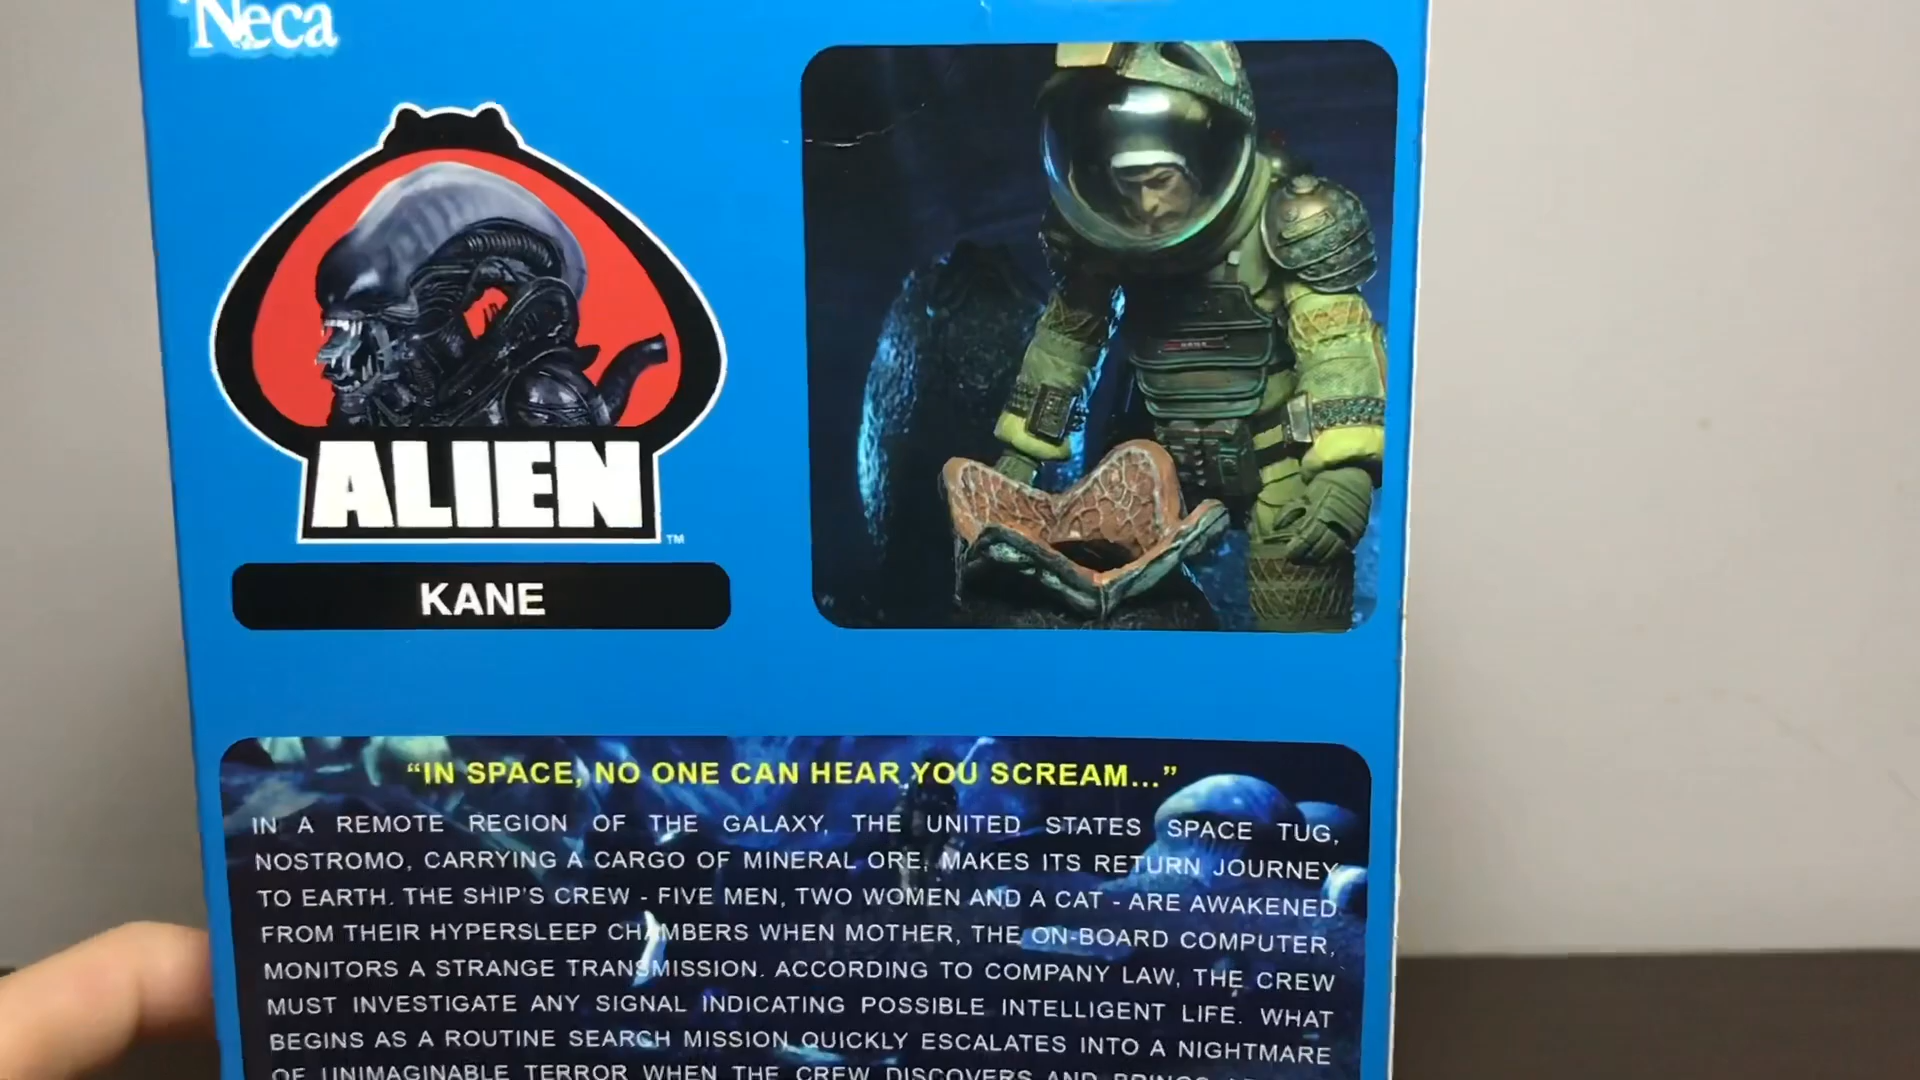 Neca
ALIEN
TM
KANE
KANE
“IN SPACE, NO ONE CAN HEAR YOU SCREAM...”
IN A REMOTE REGION OF THE GALAXY, THE UNITED STATES SPACE TUG,
NOSTROMO, CARRYING A CARGO OF MINERAL ORE, MAKES ITS RETURN JOURNEY
TO EARTH. THE SHIP'S CREW - FIVE MEN, TWO WOMEN AND A CAT - ARE AWAKENED
FROM THEIR HYPERSLEEP CHAMBERS WHEN MOTHER, THE ON-BOARD COMPUTER,
MONITORS A STRANGE TRANSMISSION. ACCORDING TO COMPANY LAW, THE CREW
MUST INVESTIGATE ANY SIGNAL INDICATING POSSIBLE INTELLIGENT LIFE. WHAT
BEGINS AS A ROUTINE SEARCH MISSION QUICKLY ESCALATES INTO A NIGHTMARE
OF UNIMAGINABLE TERROR WHEN THE CREW DISCOVERS AND BRINGS